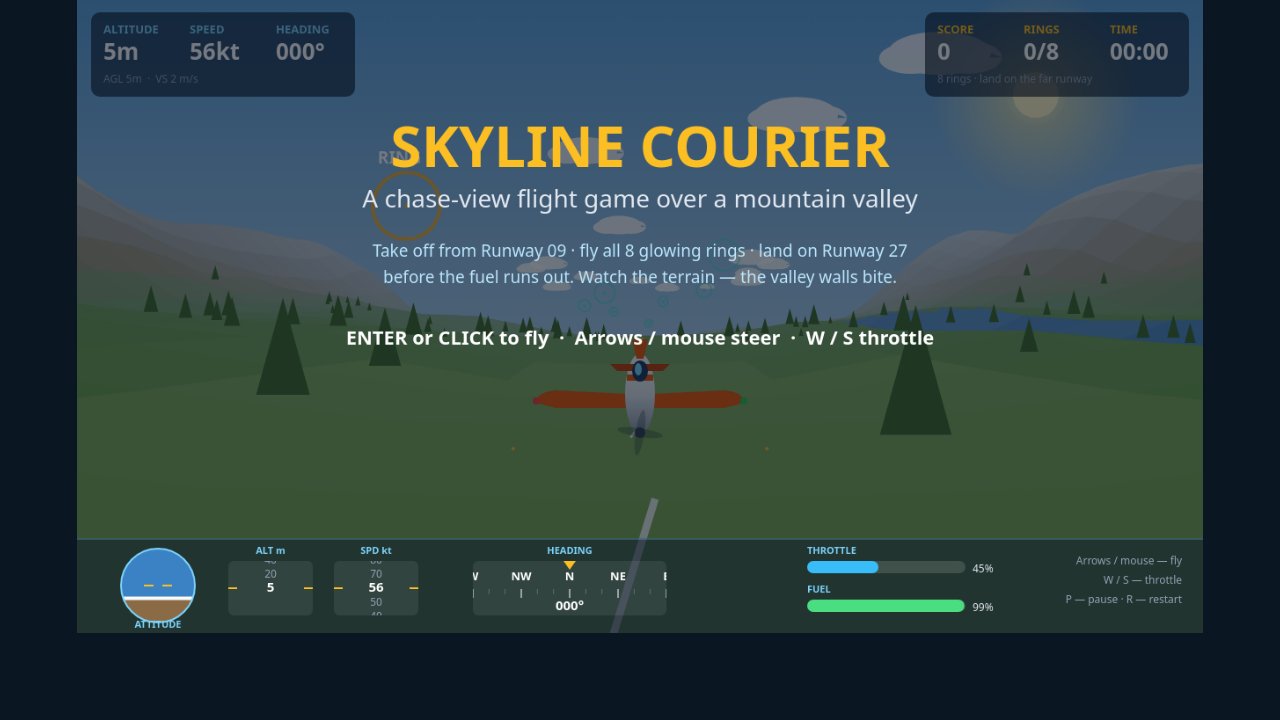 ALTITUDE SPEED HEADING
5m 56kt 000°
AGL 5m · VS 2 m/s
SCORE RINGS TIME
0 0/8 00:00
8 rings · land on the far runway
SKYLINE COURIER
A chase-view flight game over a mountain valley
Take off from Runway 09 · fly all 8 glowing rings · land on Runway 27
before the fuel runs out. Watch the terrain — the valley walls bite.
ENTER or CLICK to fly · Arrows / mouse steer · W / S throttle
ATTITUDE
ALT m
20
5
SPD kt
70
56
50
HEADING
W NW N NE E
000°
THROTTLE
45%
FUEL
99%
Arrows / mouse — fly
W / S — throttle
P — pause · R — restart